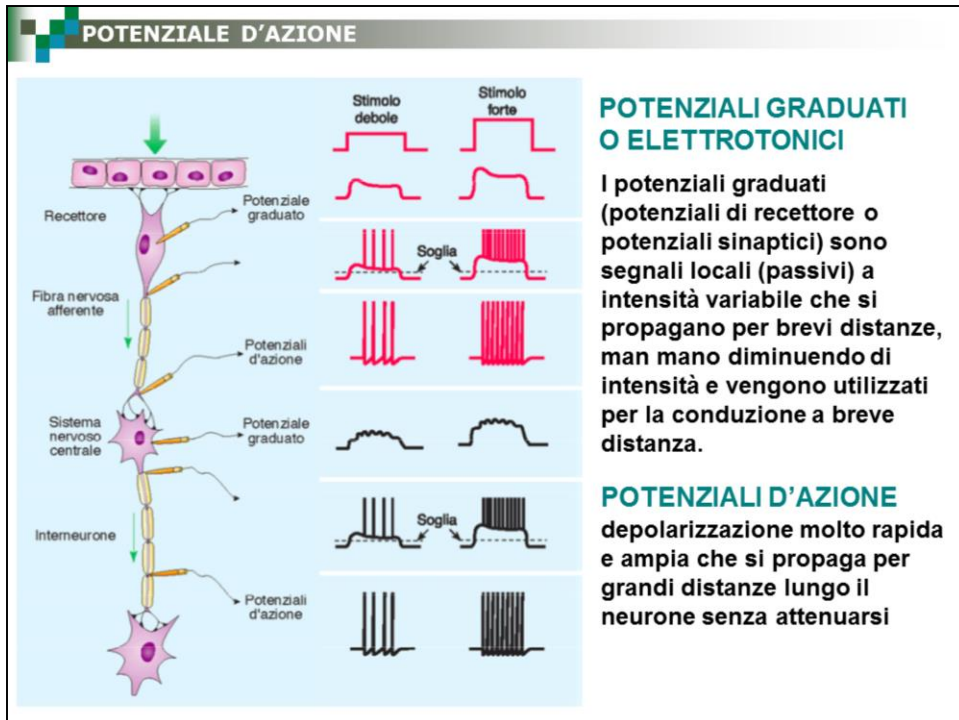 POTENZIALE D'AZIONE
Stimolo
debole
Stimolo
forte
Recettore
Potenziale
graduato
Soglia
Fibra nervosa
afferente
Potenziali
d'azione
Sistema
nervoso
centrale
Potenziale
graduato
Soglia
Interneurone
Potenziali
d'azione
POTENZIALI GRADUATI
O ELETTROTONICI
I potenziali graduati
(potenziali di recettore o
potenziali sinaptici) sono
segnali locali (passivi) a
intensità variabile che si
propagano per brevi distanze,
man mano diminuendo di
intensità e vengono utilizzati
per la conduzione a breve
distanza.
POTENZIALI D'AZIONE
depolarizzazione molto rapida
e ampia che si propaga per
grandi distanze lungo il
neurone senza attenuarsi